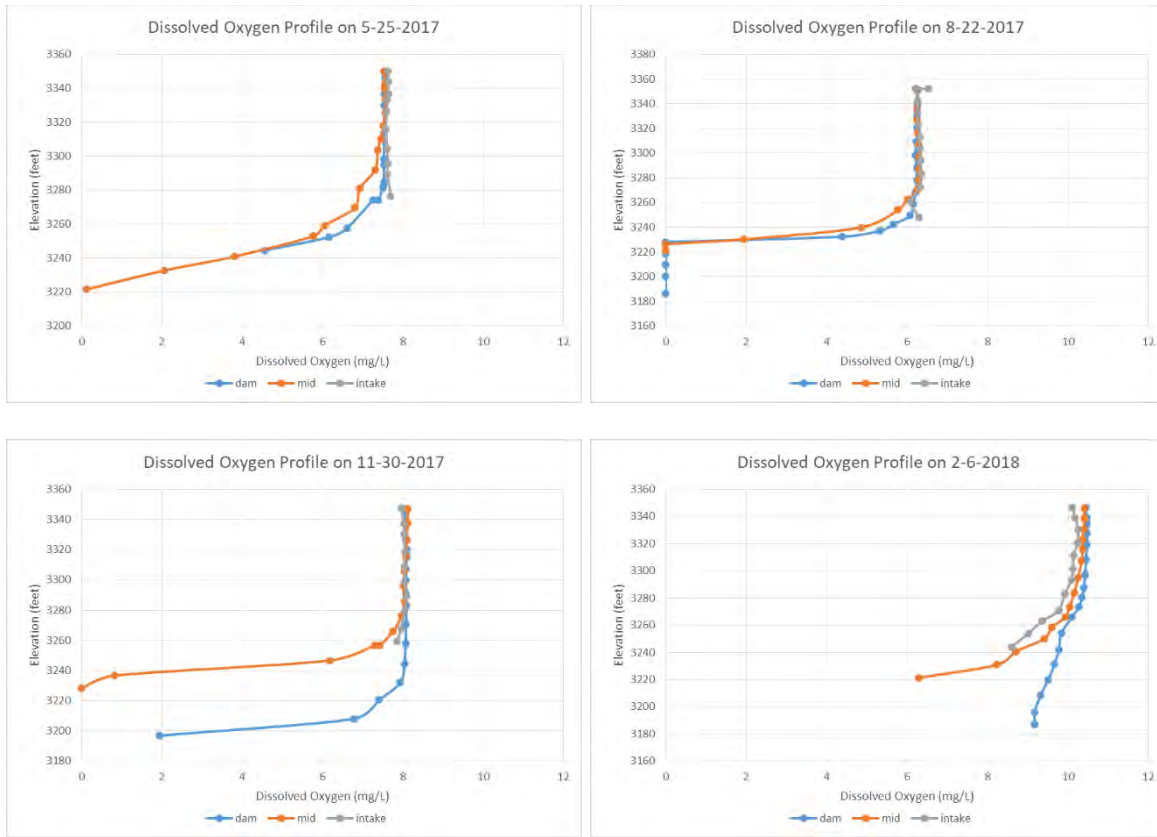 Dissolved Oxygen Profile on 5-25-2017
3360
3340
3320
3300
3280
3260
3240
3220
3200
Elevation (feet)
0 2 4 6 8 10 12
Dissolved Oxygen (mg/L)
dam mid intake
Dissolved Oxygen Profile on 8-22-2017
3380
3360
3340
3320
3300
3280
3260
3240
3220
3200
3180
3160
Elevation (feet)
0 2 4 6 8 10 12
Dissolved Oxygen (mg/L)
dam mid intake
Dissolved Oxygen Profile on 11-30-2017
3360
3340
3320
3300
3280
3260
3240
3220
3200
3180
Elevation (feet)
0 2 4 6 8 10 12
Dissolved Oxygen (mg/L)
dam mid intake
Dissolved Oxygen Profile on 2-6-2018
3360
3340
3320
3300
3280
3260
3240
3220
3200
3180
3160
Elevation (feet)
0 2 4 6 8 10 12
Dissolved Oxygen (mg/L)
dam mid intake